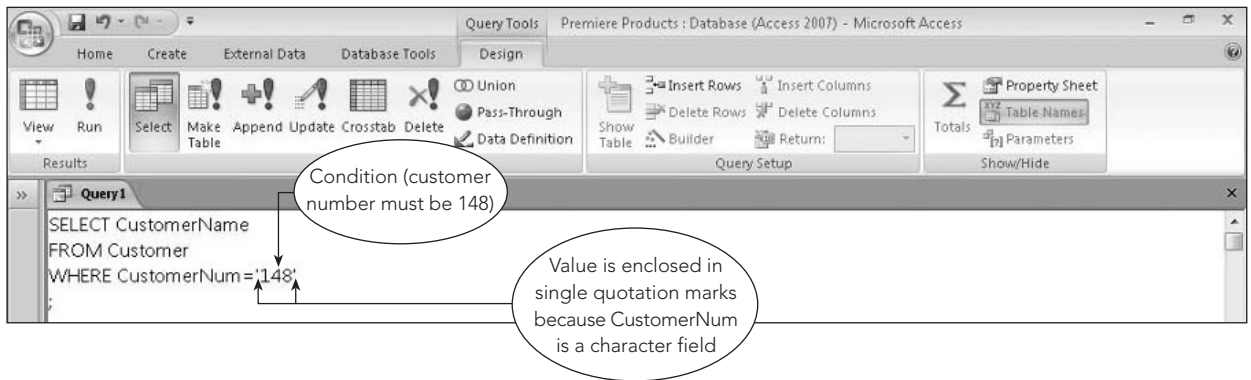 Query Tools Premiere Products : Database (Access 2007) - Microsoft Access
Home Create External Data Database Tools Design
View Run Select Make Table Append Update Crosstab Delete
Union
Pass-Through
Data Definition
Show Table
Insert Rows
Delete Rows
Builder
Insert Columns
Delete Columns
Return:
Totals
Property Sheet
XYZ Table Names
[?] Parameters
Results Query Type Query Setup Show/Hide
» Query1 x
Condition (customer
number must be 148)
SELECT CustomerName
FROM Customer
WHERE CustomerNum='148'
;
Value is enclosed in
single quotation marks
because CustomerNum
is a character field